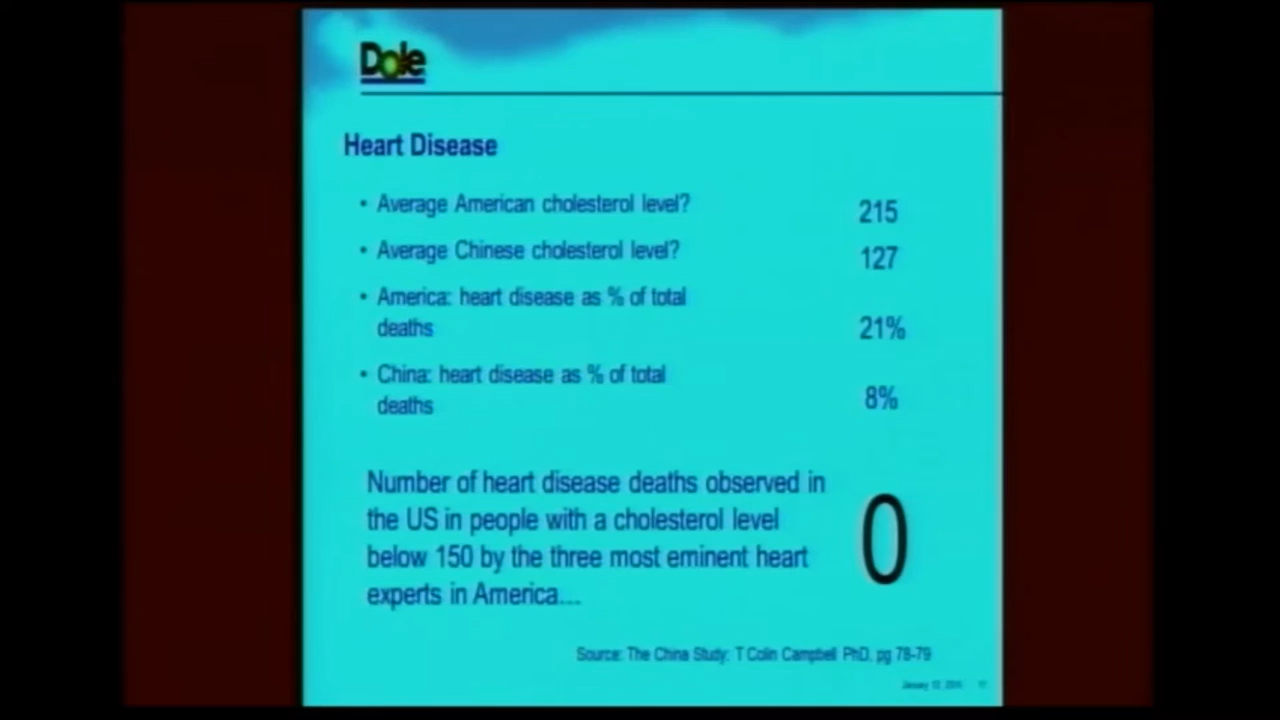 Dole
Heart Disease
• Average American cholesterol level? 215
• Average Chinese cholesterol level? 127
• America: heart disease as % of total
deaths 21%
• China: heart disease as % of total
deaths 8%
Number of heart disease deaths observed in
the US in people with a cholesterol level
below 150 by the three most eminent heart
experts in America... 0
Source: The China Study: T Colin Campbell PhD, pg 78-79
January